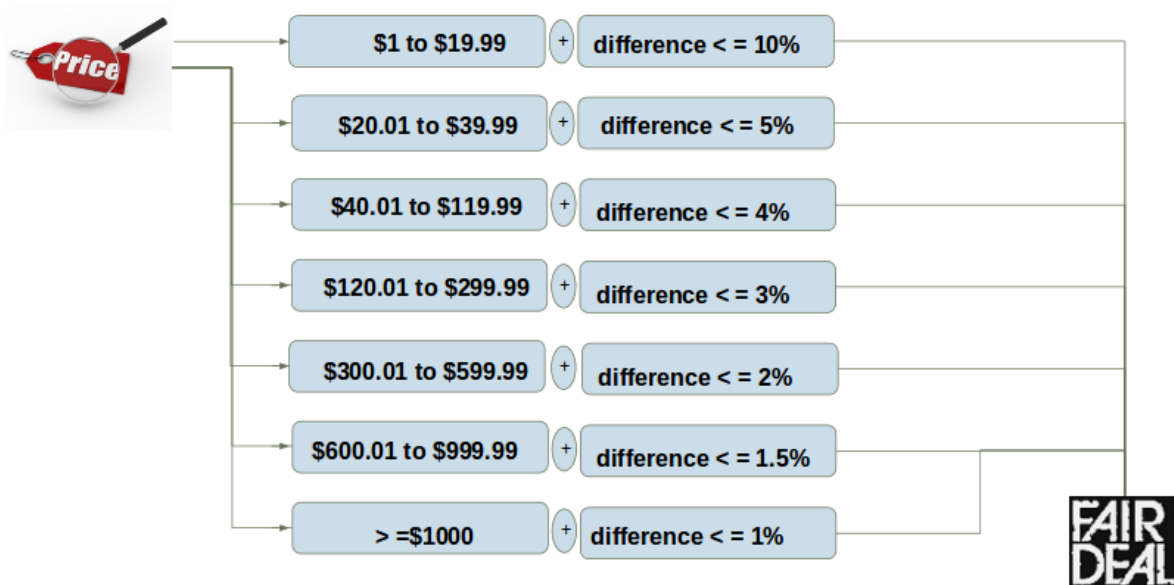 Price
$1 to $19.99 + difference < = 10%
$20.01 to $39.99 + difference < = 5%
$40.01 to $119.99 + difference < = 4%
$120.01 to $299.99 + difference < = 3%
$300.01 to $599.99 + difference < = 2%
$600.01 to $999.99 + difference < = 1.5%
> =$1000 + difference < = 1%
FAIR
DEAL